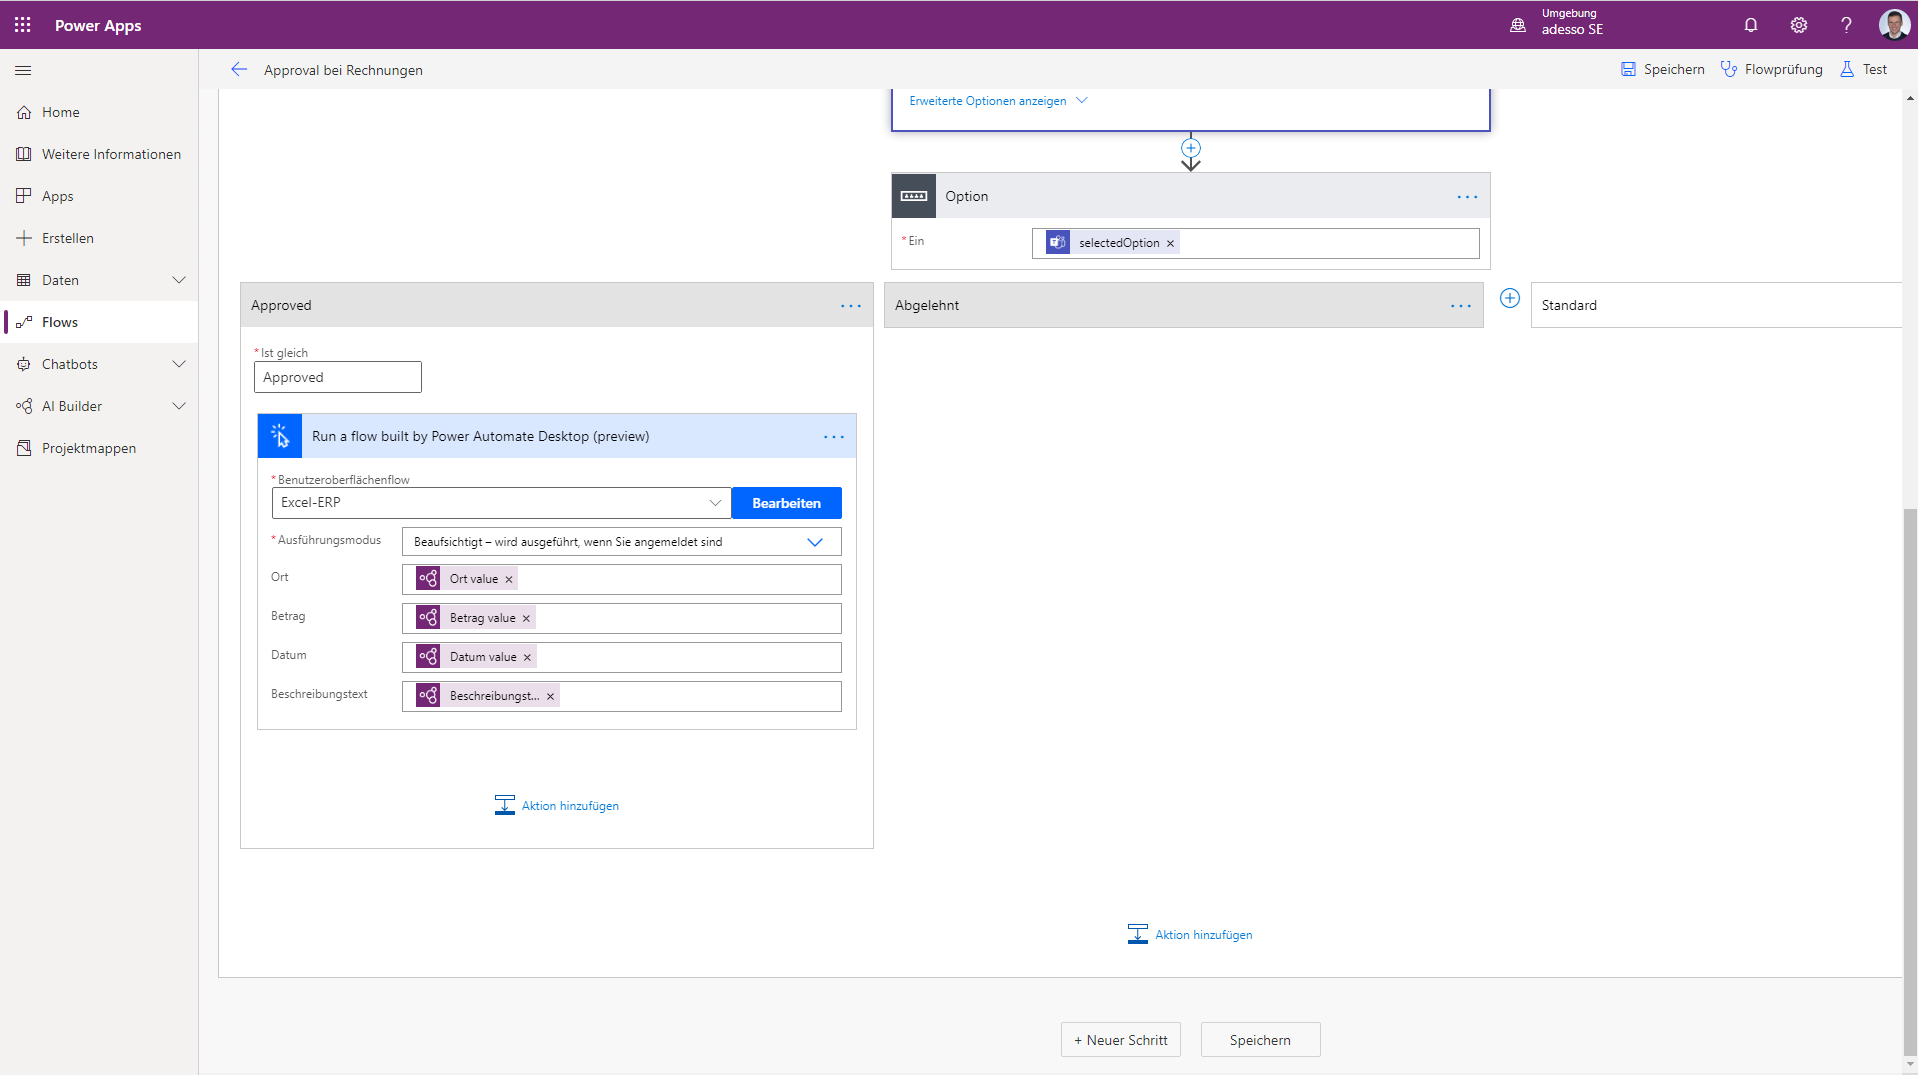 Power Apps
Umgebung
adesso SE
Approval bei Rechnungen
Speichern
Flowprüfung
Test
Home
Weitere Informationen
Apps
Erstellen
Daten
Flows
Chatbots
AI Builder
Projektmappen
Erweiterte Optionen anzeigen
Option
* Ein
selectedOption ×
Approved
Abgelehnt
Standard
* Ist gleich
Approved
Run a flow built by Power Automate Desktop (preview)
* Benutzeroberflächenflow
Excel-ERP
Bearbeiten
* Ausführungsmodus
Beaufsichtigt – wird ausgeführt, wenn Sie angemeldet sind
Ort
Ort value ×
Betrag
Betrag value ×
Datum
Datum value ×
Beschreibungstext
Beschreibungst... ×
Aktion hinzufügen
Aktion hinzufügen
+ Neuer Schritt
Speichern